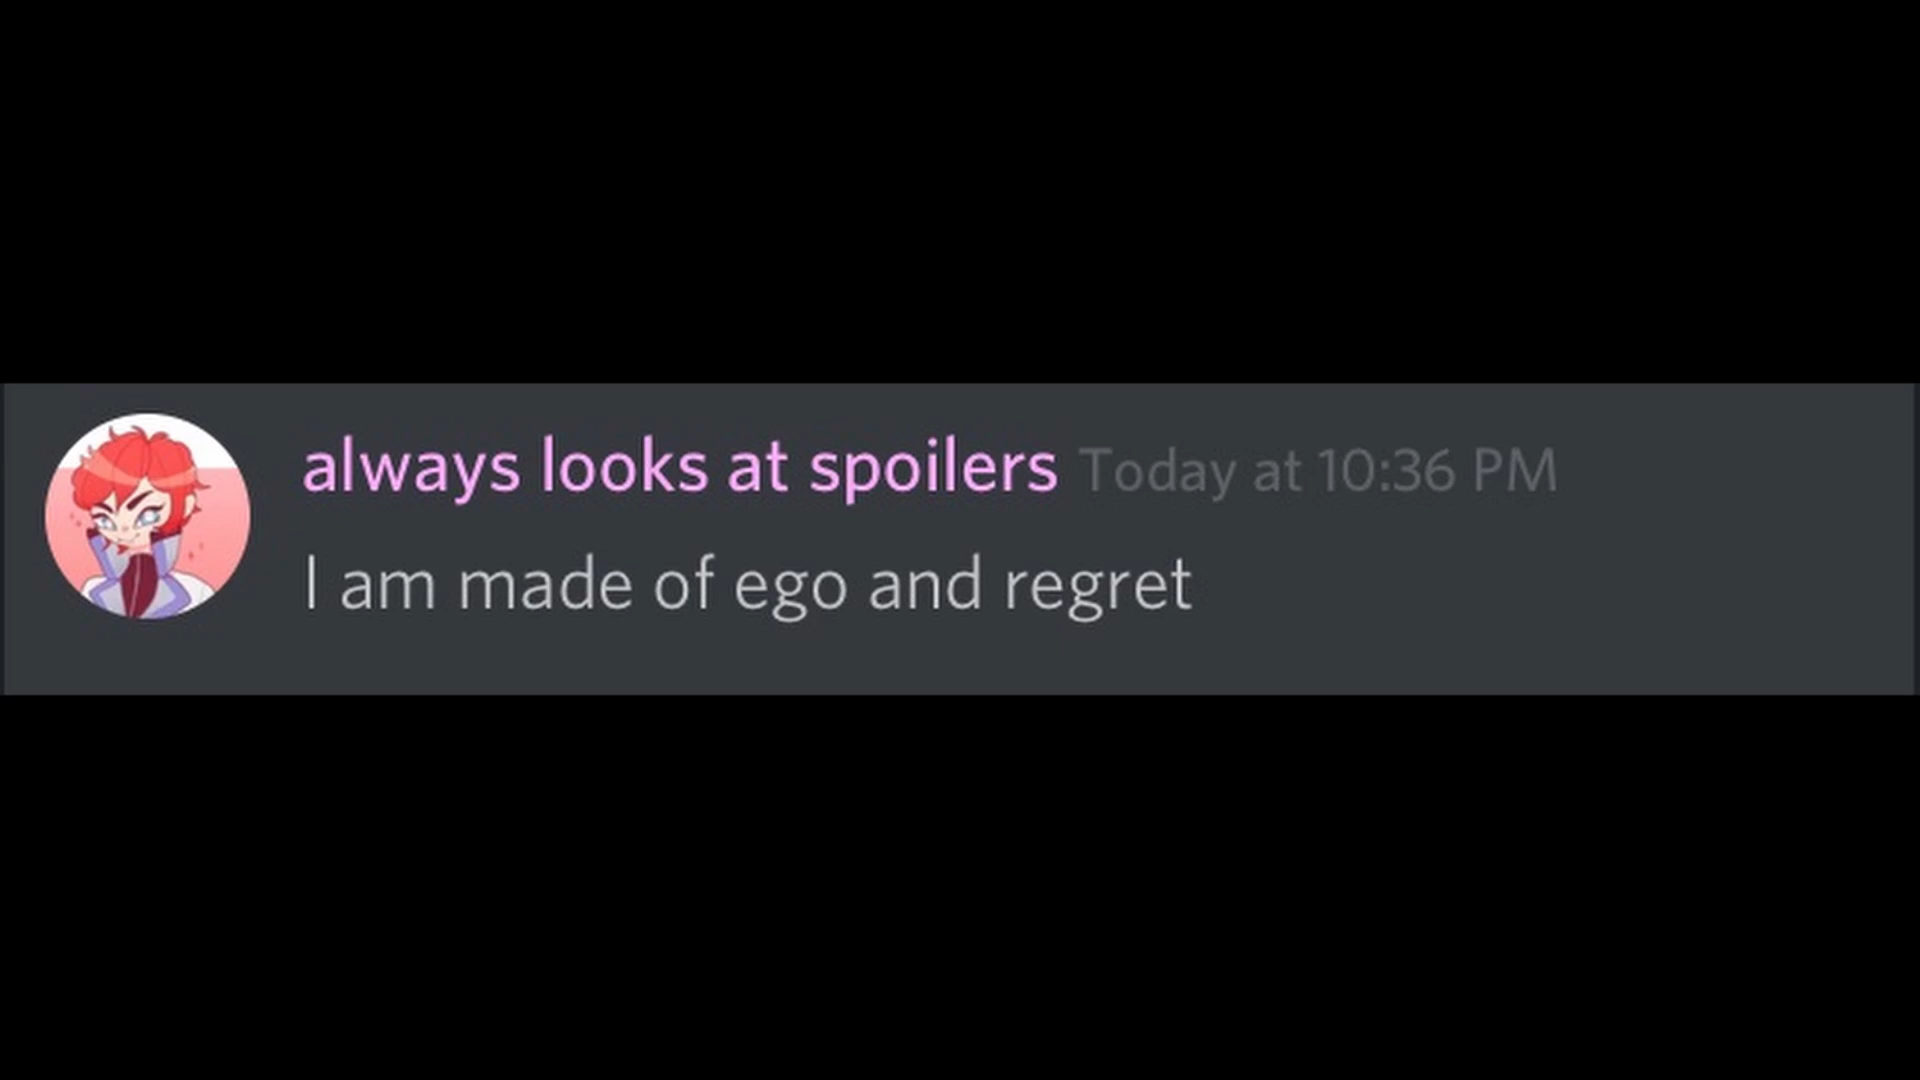 always looks at spoilers Today at 10:36 PM
I am made of ego and regret